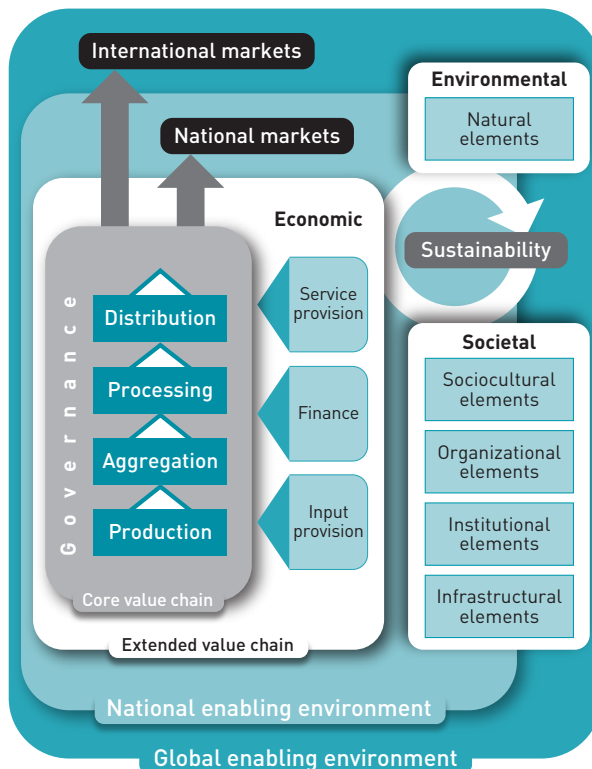 International markets
National markets
Environmental
Natural
elements
Sustainability
Economic
Governance
Distribution
Processing
Aggregation
Production
Core value chain
Service
provision
Finance
Input
provision
Extended value chain
Societal
Sociocultural
elements
Organizational
elements
Institutional
elements
Infrastructural
elements
National enabling environment
Global enabling environment